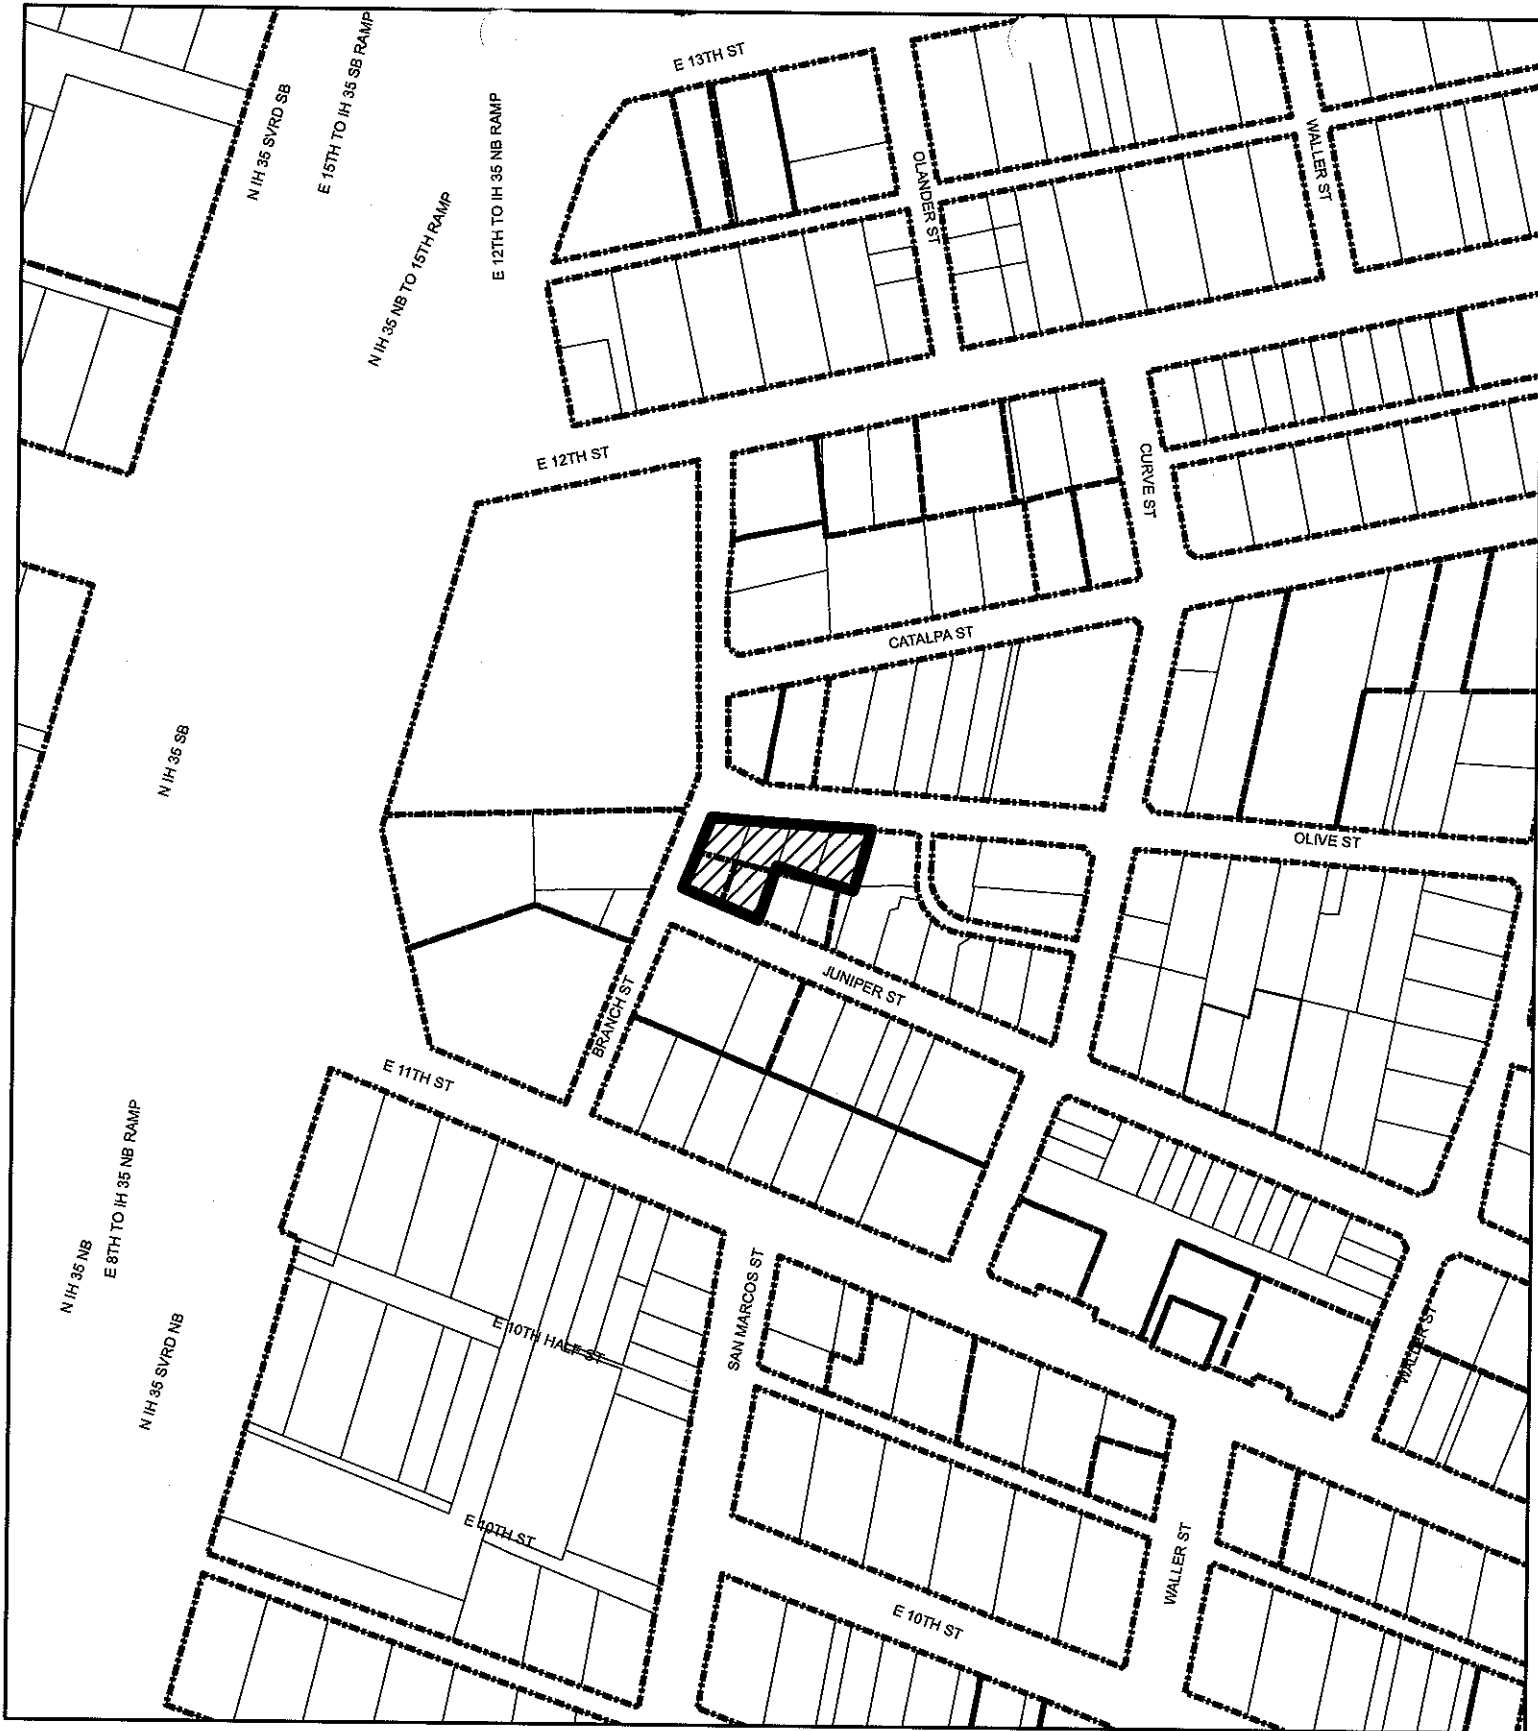 E 13TH ST
N IH 35 SVRD SB
E 15TH TO IH 35 SB RAMP
E 12TH TO IH 35 NB RAMP
N IH 35 NB TO 15TH RAMP
OLANDER ST
WALLER ST
E 12TH ST
CURVE ST
CATALPA ST
N IH 35 SB
OLIVE ST
JUNIPER ST
BRANCH ST
E 11TH ST
E 8TH TO IH 35 NB RAMP
N IH 35 NB
SAN MARCOS ST
E 10TH HALF ST
WALLER ST
N IH 35 SVRD NB
E 10TH ST
WALLER ST
E 10TH ST